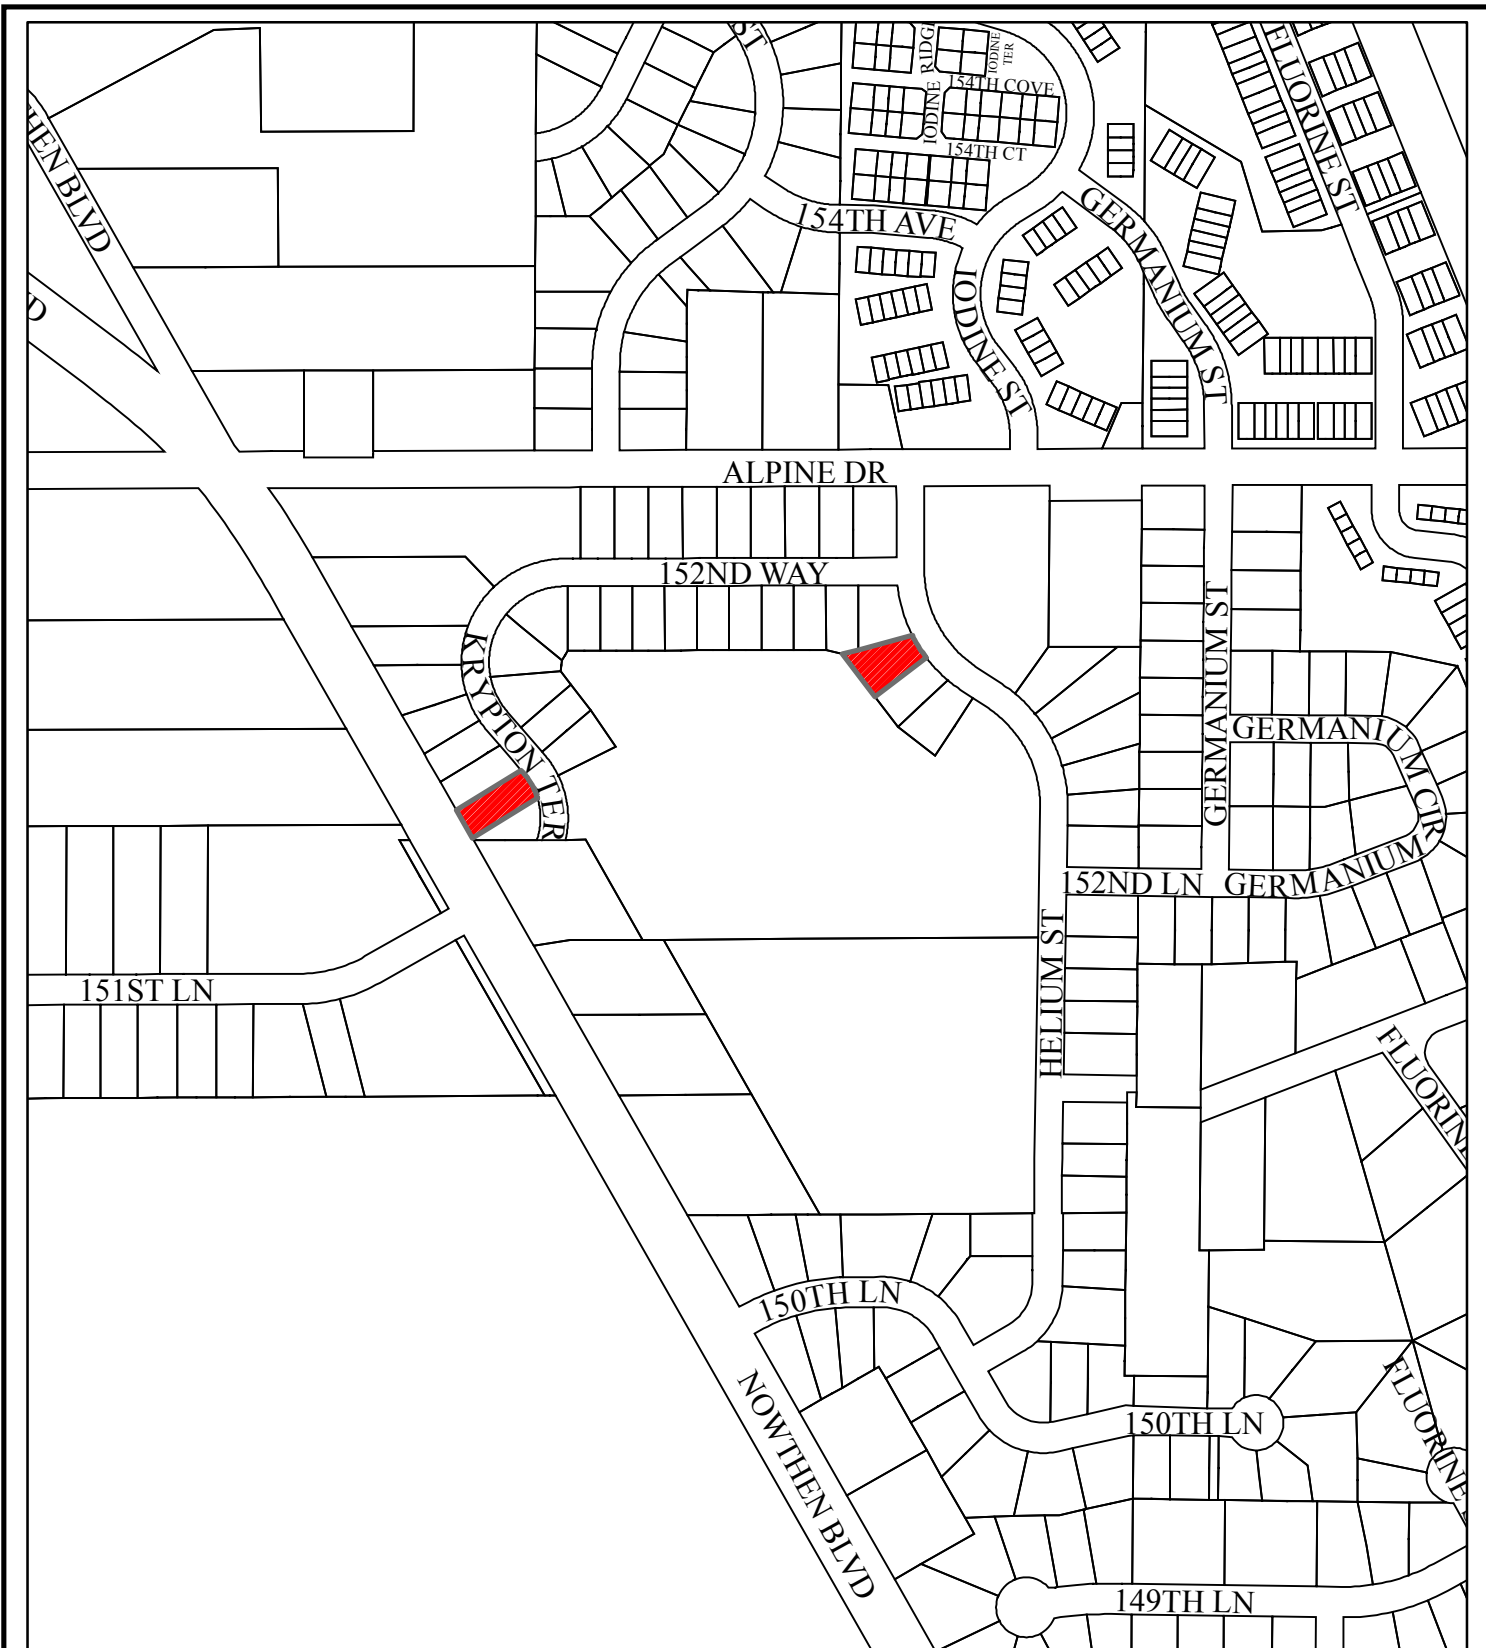 ST
RIDG
IODINE
TER
154TH COVE
IODINE
154TH CT
FLUORINE ST
HEN BLVD
154TH AVE
GERMANIUM ST
D
IODINE ST
ALPINE DR
152ND WAY
KRYPTON TER
GERMANIUM ST
GERMANIUM CIR
152ND LN
GERMANIUM
HELIUM ST
151ST LN
FLUORIN
150TH LN
NOWTHEN BLVD
150TH LN
FLUORINE
149TH LN